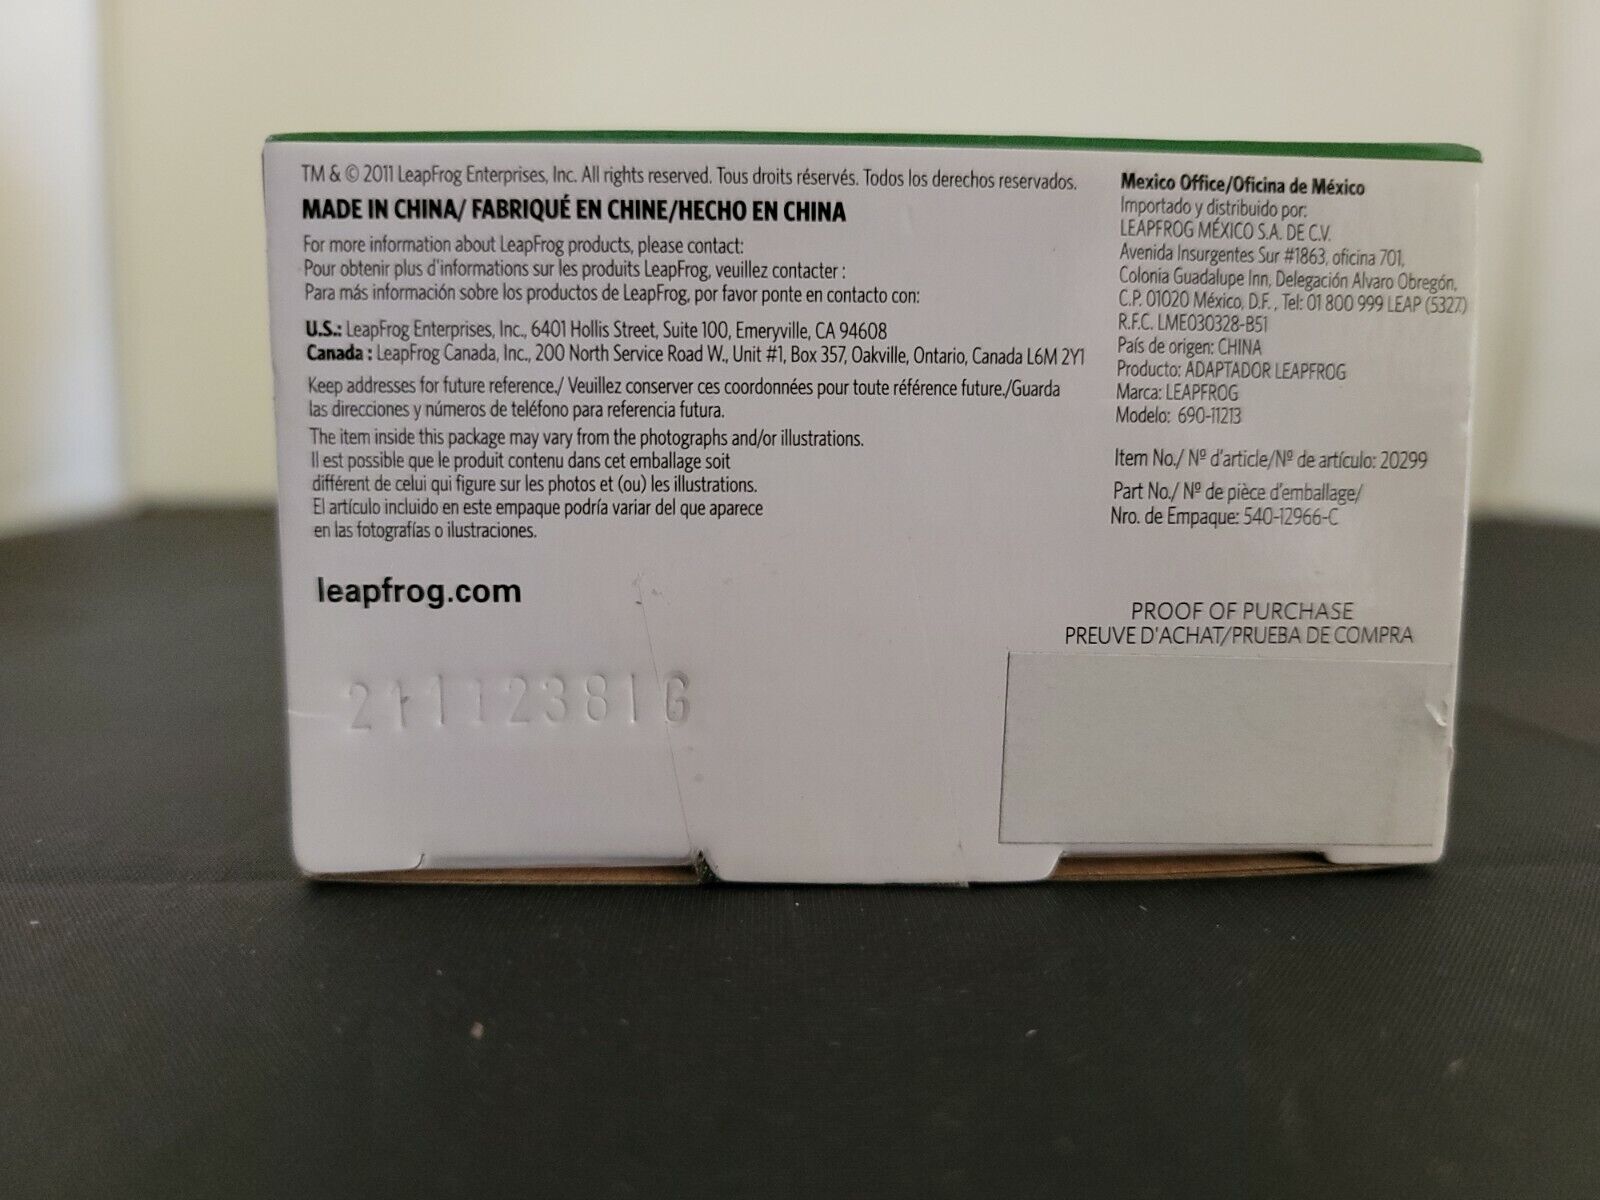 TM & © 2011 LeapFrog Enterprises, Inc. All rights reserved. Tous droits réservés. Todos los derechos reservados.
MADE IN CHINA/ FABRIQUÉ EN CHINE/HECHO EN CHINA
For more information about LeapFrog products, please contact:
Pour obtenir plus d'informations sur les produits LeapFrog, veuillez contacter :
Para más información sobre los productos de LeapFrog, por favor ponte en contacto con:
U.S.: LeapFrog Enterprises, Inc., 6401 Hollis Street, Suite 100, Emeryville, CA 94608
Canada : LeapFrog Canada, Inc., 200 North Service Road W., Unit #1, Box 357, Oakville, Ontario, Canada L6M 2Y1
Keep addresses for future reference./ Veuillez conserver ces coordonnées pour toute référence future./Guarda
las direcciones y números de teléfono para referencia futura.
The item inside this package may vary from the photographs and/or illustrations.
Il est possible que le produit contenu dans cet emballage soit
différent de celui qui figure sur les photos et (ou) les illustrations.
El artículo incluido en este empaque podría variar del que aparece
en las fotografías o ilustraciones.
leapfrog.com
Mexico Office/Oficina de México
Importado y distribuido por:
LEAPFROG MÉXICO S.A. DE C.V.
Avenida Insurgentes Sur #1863, oficina 701,
Colonia Guadalupe Inn, Delegación Alvaro Obregón,
C.P. 01020 México, D.F., Tel: 01 800 999 LEAP (5327)
R.F.C. LME030328-B51
País de origen: CHINA
Producto: ADAPTADOR LEAPFROG
Marca: LEAPFROG
Modelo: 690-11213
Item No./ Nº d'article/Nº de artículo: 20299
Part No./ Nº de pièce d'emballage/
Nro. de Empaque: 540-12966-C
PROOF OF PURCHASE
PREUVE D'ACHAT/PRUEBA DE COMPRA